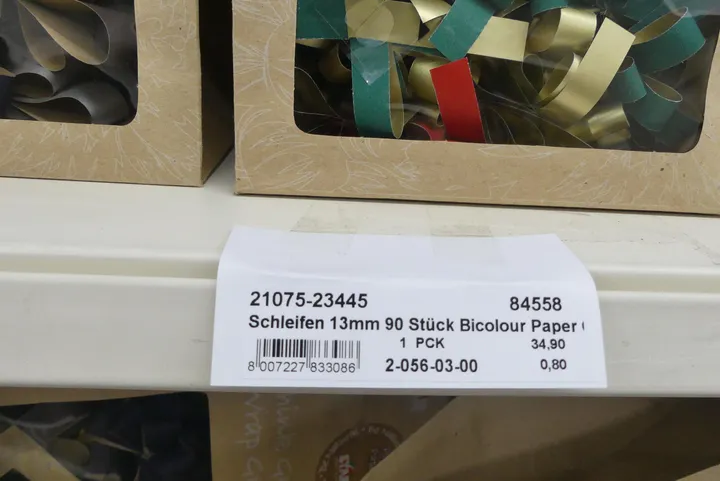 21075-23445 84558
Schleifen 13mm 90 Stück Bicolour Paper
1 PCK 34,90
8 007227 833086 2-056-03-00 0,80